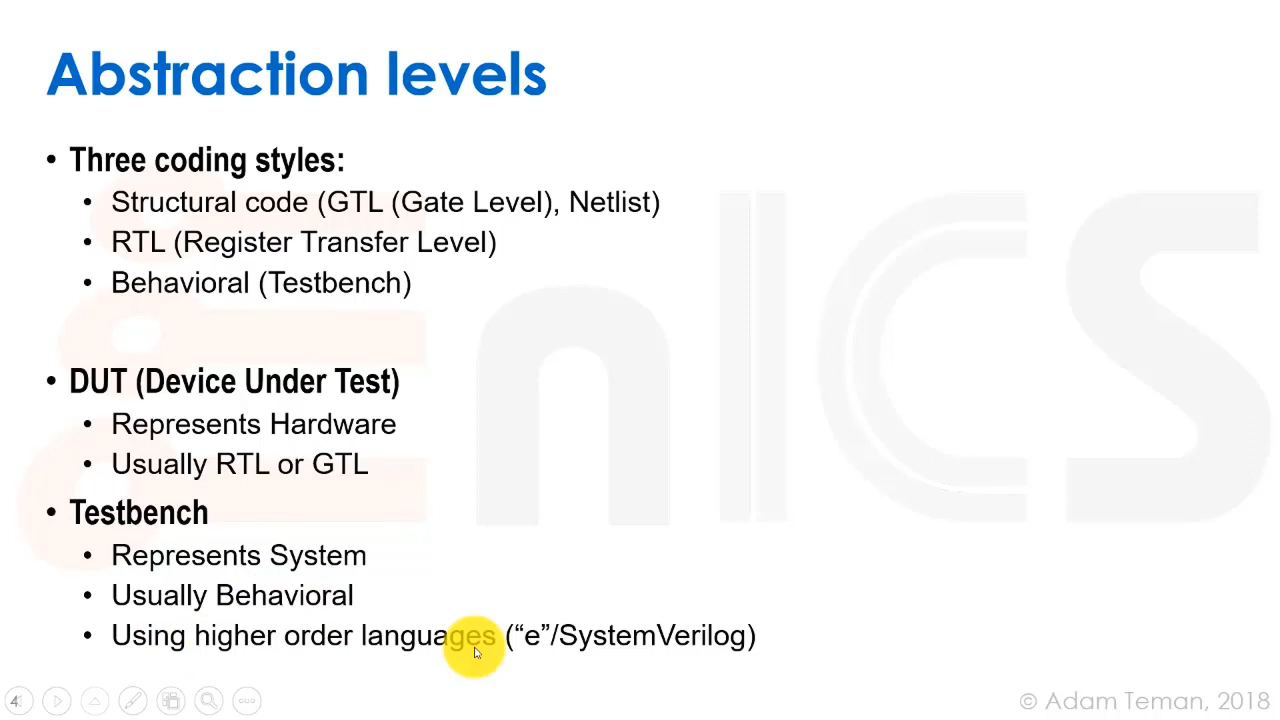 Abstraction levels
• Three coding styles:
• Structural code (GTL (Gate Level), Netlist)
• RTL (Register Transfer Level)
• Behavioral (Testbench)
• DUT (Device Under Test)
• Represents Hardware
• Usually RTL or GTL
• Testbench
• Represents System
• Usually Behavioral
• Using higher order languages (“e”/SystemVerilog)
4
© Adam Teman, 2018
EnICS